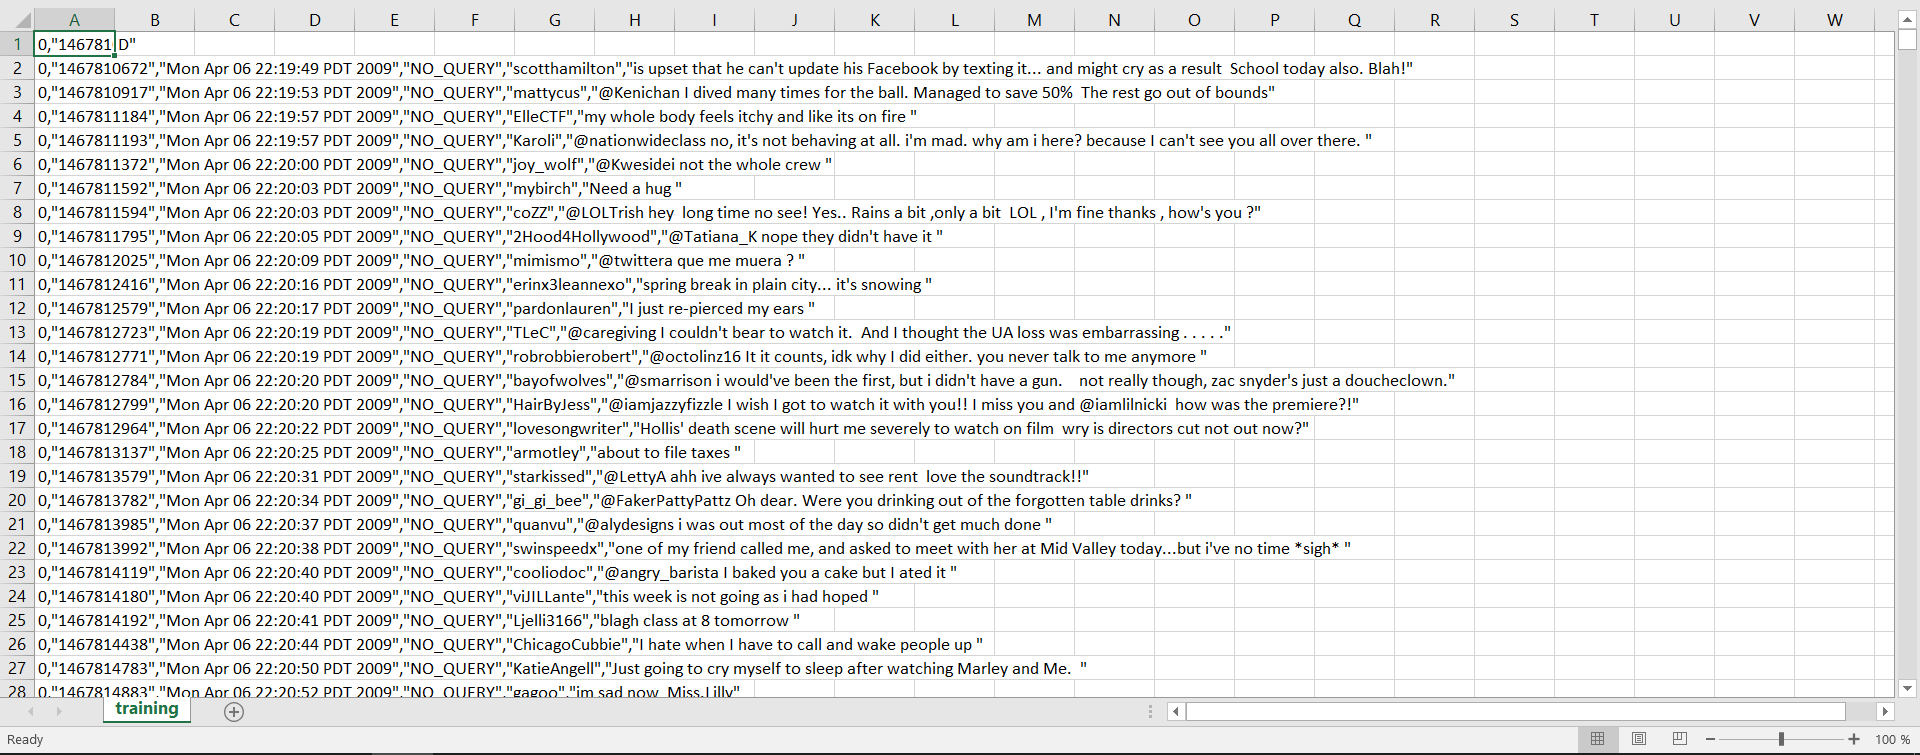 A B C D E F G H I J K L M N O P Q R S T U V W
1 0,"146781 D"
2 0,"1467810672","Mon Apr 06 22:19:49 PDT 2009","NO_QUERY","scotthamilton","is upset that he can't update his Facebook by texting it... and might cry as a result  School today also. Blah!"
3 0,"1467810917","Mon Apr 06 22:19:53 PDT 2009","NO_QUERY","mattycus","@Kenichan I dived many times for the ball. Managed to save 50%  The rest go out of bounds"
4 0,"1467811184","Mon Apr 06 22:19:57 PDT 2009","NO_QUERY","ElleCTF","my whole body feels itchy and like its on fire "
5 0,"1467811193","Mon Apr 06 22:19:57 PDT 2009","NO_QUERY","Karoli","@nationwideclass no, it's not behaving at all. i'm mad. why am i here? because I can't see you all over there. "
6 0,"1467811372","Mon Apr 06 22:20:00 PDT 2009","NO_QUERY","joy_wolf","@Kwesidei not the whole crew "
7 0,"1467811592","Mon Apr 06 22:20:03 PDT 2009","NO_QUERY","mybirch","Need a hug "
8 0,"1467811594","Mon Apr 06 22:20:03 PDT 2009","NO_QUERY","coZZ","@LOLTrish hey  long time no see! Yes.. Rains a bit ,only a bit  LOL , I'm fine thanks , how's you ?"
9 0,"1467811795","Mon Apr 06 22:20:05 PDT 2009","NO_QUERY","2Hood4Hollywood","@Tatiana_K nope they didn't have it "
10 0,"1467812025","Mon Apr 06 22:20:09 PDT 2009","NO_QUERY","mimismo","@twittera que me muera ? "
11 0,"1467812416","Mon Apr 06 22:20:16 PDT 2009","NO_QUERY","erinx3leannexo","spring break in plain city... it's snowing "
12 0,"1467812579","Mon Apr 06 22:20:17 PDT 2009","NO_QUERY","pardonlauren","I just re-pierced my ears "
13 0,"1467812723","Mon Apr 06 22:20:19 PDT 2009","NO_QUERY","TLeC","@caregiving I couldn't bear to watch it.  And I thought the UA loss was embarrassing . . . . ."
14 0,"1467812771","Mon Apr 06 22:20:19 PDT 2009","NO_QUERY","robrobbierobert","@octolinz16 It it counts, idk why I did either. you never talk to me anymore "
15 0,"1467812784","Mon Apr 06 22:20:20 PDT 2009","NO_QUERY","bayofwolves","@smarrison i would've been the first, but i didn't have a gun.    not really though, zac snyder's just a doucheclown."
16 0,"1467812799","Mon Apr 06 22:20:20 PDT 2009","NO_QUERY","HairByJess","@iamjazzyfizzle I wish I got to watch it with you!! I miss you and @iamlilnicki  how was the premiere?!"
17 0,"1467812964","Mon Apr 06 22:20:22 PDT 2009","NO_QUERY","lovesongwriter","Hollis' death scene will hurt me severely to watch on film  wry is directors cut not out now?"
18 0,"1467813137","Mon Apr 06 22:20:25 PDT 2009","NO_QUERY","armotley","about to file taxes "
19 0,"1467813579","Mon Apr 06 22:20:31 PDT 2009","NO_QUERY","starkissed","@LettyA ahh ive always wanted to see rent  love the soundtrack!!"
20 0,"1467813782","Mon Apr 06 22:20:34 PDT 2009","NO_QUERY","gi_gi_bee","@FakerPattyPattz Oh dear. Were you drinking out of the forgotten table drinks? "
21 0,"1467813985","Mon Apr 06 22:20:37 PDT 2009","NO_QUERY","quanvu","@alydesigns i was out most of the day so didn't get much done "
22 0,"1467813992","Mon Apr 06 22:20:38 PDT 2009","NO_QUERY","swinspeedx","one of my friend called me, and asked to meet with her at Mid Valley today...but i've no time *sigh* "
23 0,"1467814119","Mon Apr 06 22:20:40 PDT 2009","NO_QUERY","cooliodoc","@angry_barista I baked you a cake but I ated it "
24 0,"1467814180","Mon Apr 06 22:20:40 PDT 2009","NO_QUERY","viJILLante","this week is not going as i had hoped "
25 0,"1467814192","Mon Apr 06 22:20:41 PDT 2009","NO_QUERY","Ljelli3166","blagh class at 8 tomorrow "
26 0,"1467814438","Mon Apr 06 22:20:44 PDT 2009","NO_QUERY","ChicagoCubbie","I hate when I have to call and wake people up "
27 0,"1467814783","Mon Apr 06 22:20:50 PDT 2009","NO_QUERY","KatieAngell","Just going to cry myself to sleep after watching Marley and Me.  "
28 0,"1467814883","Mon Apr 06 22:20:52 PDT 2009","NO_QUERY","gagoo","im sad now  Miss.Lilly"
training
Ready 100 %